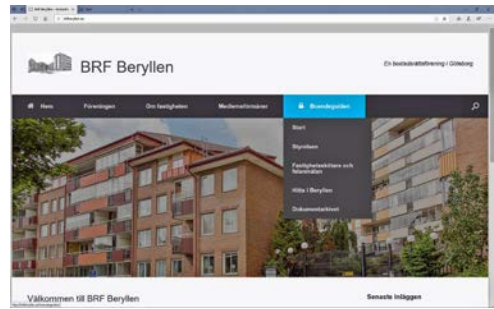 BRF Beryllen
En bostadsrättsförening i Göteborg
Hem Föreningen Om fastigheten Medlemsförmåner Boendeguiden
Start
Styrelsen
Fastighetsskötare och
felanmälan
Hitta i Beryllen
Dokumentarkivet
Välkommen till BRF Beryllen
Senaste inläggen